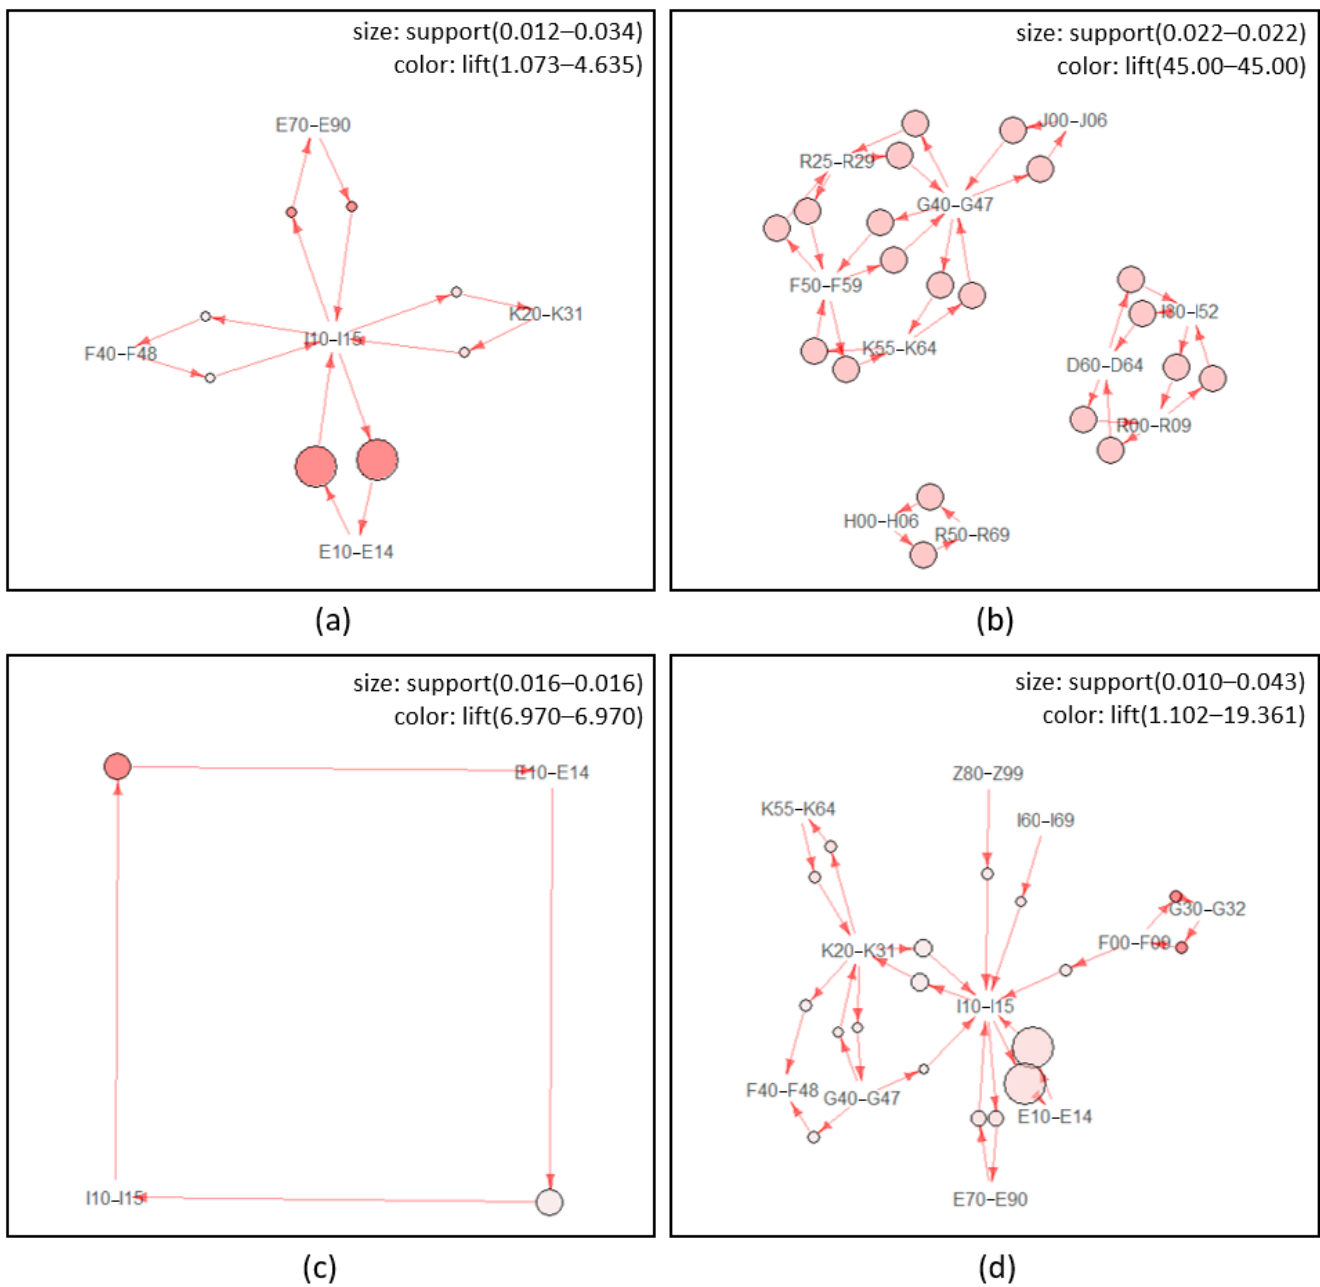 size: support(0.012–0.034)
color: lift(1.073–4.635)
E70–E90
K20–K31
I10–I15
F40–F48
E10–E14
(a)
size: support(0.022–0.022)
color: lift(45.00–45.00)
J00–J06
R25–R29
G40–G47
F50–F59
I30–I52
K55–K64
D60–D64
R00–R09
H00–H06
R50–R69
(b)
size: support(0.016–0.016)
color: lift(6.970–6.970)
E10–E14
I10–I15
(c)
size: support(0.010–0.043)
color: lift(1.102–19.361)
Z80–Z99
K55–K64
I60–I69
G30–G32
F00–F09
K20–K31
I10–I15
F40–F48
G40–G47
E10–E14
E70–E90
(d)